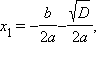 x₁ = −b/2a − √D/2a,